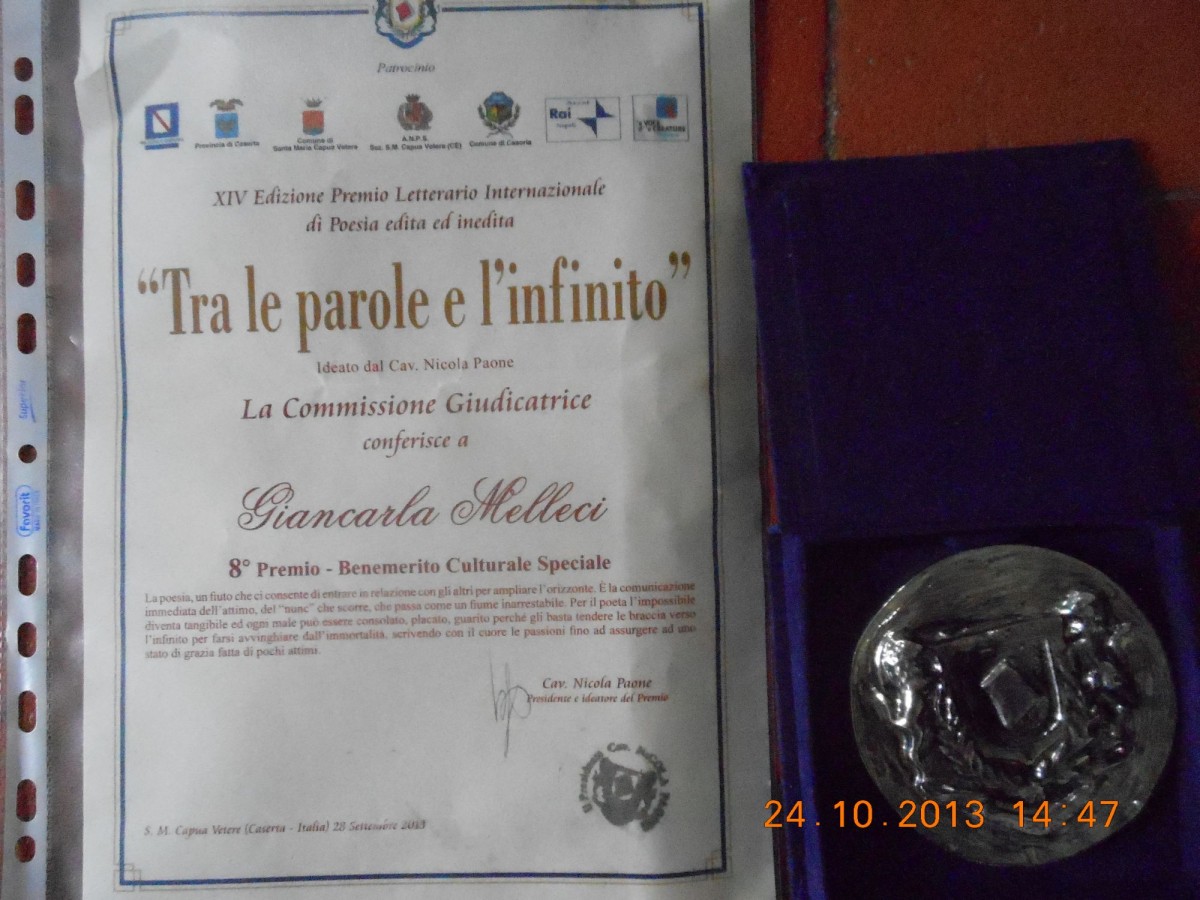 Patrocinio
Provincia di Caserta
Comune di
Santa Maria Capua Vetere
A.N.P.S.
Sez. S.M. Capua Vetere (CE)
Comune di Casoria
Rai
XIV Edizione Premio Letterario Internazionale
di Poesia edita ed inedita
“Tra le parole e l’infinito”
Ideato dal Cav. Nicola Paone
La Commissione Giudicatrice
conferisce a
Giancarla Melleci
8° Premio - Benemerito Culturale Speciale
La poesia, un fiuto che ci consente di entrare in relazione con gli altri per ampliare l’orizzonte. È la comunicazione
immediata dell’attimo, del “nunc” che scorre, che passa come un fiume inarrestabile. Per il poeta l’impossibile
diventa tangibile ed ogni male può essere consolato, placato, guarito perché gli basta tendere le braccia verso
l’infinito per farsi avvinghiare dall’immortalità, scrivendo con il cuore le passioni fino ad assurgere ad uno
stato di grazia fatta di pochi attimi.
Cav. Nicola Paone
Presidente e ideatore del Premio
Il Presidente Cav. NICOLA
S. M. Capua Vetere (Caserta - Italia) 28 Settembre 2013
Superior
Favorit
24.10.2013 14:47